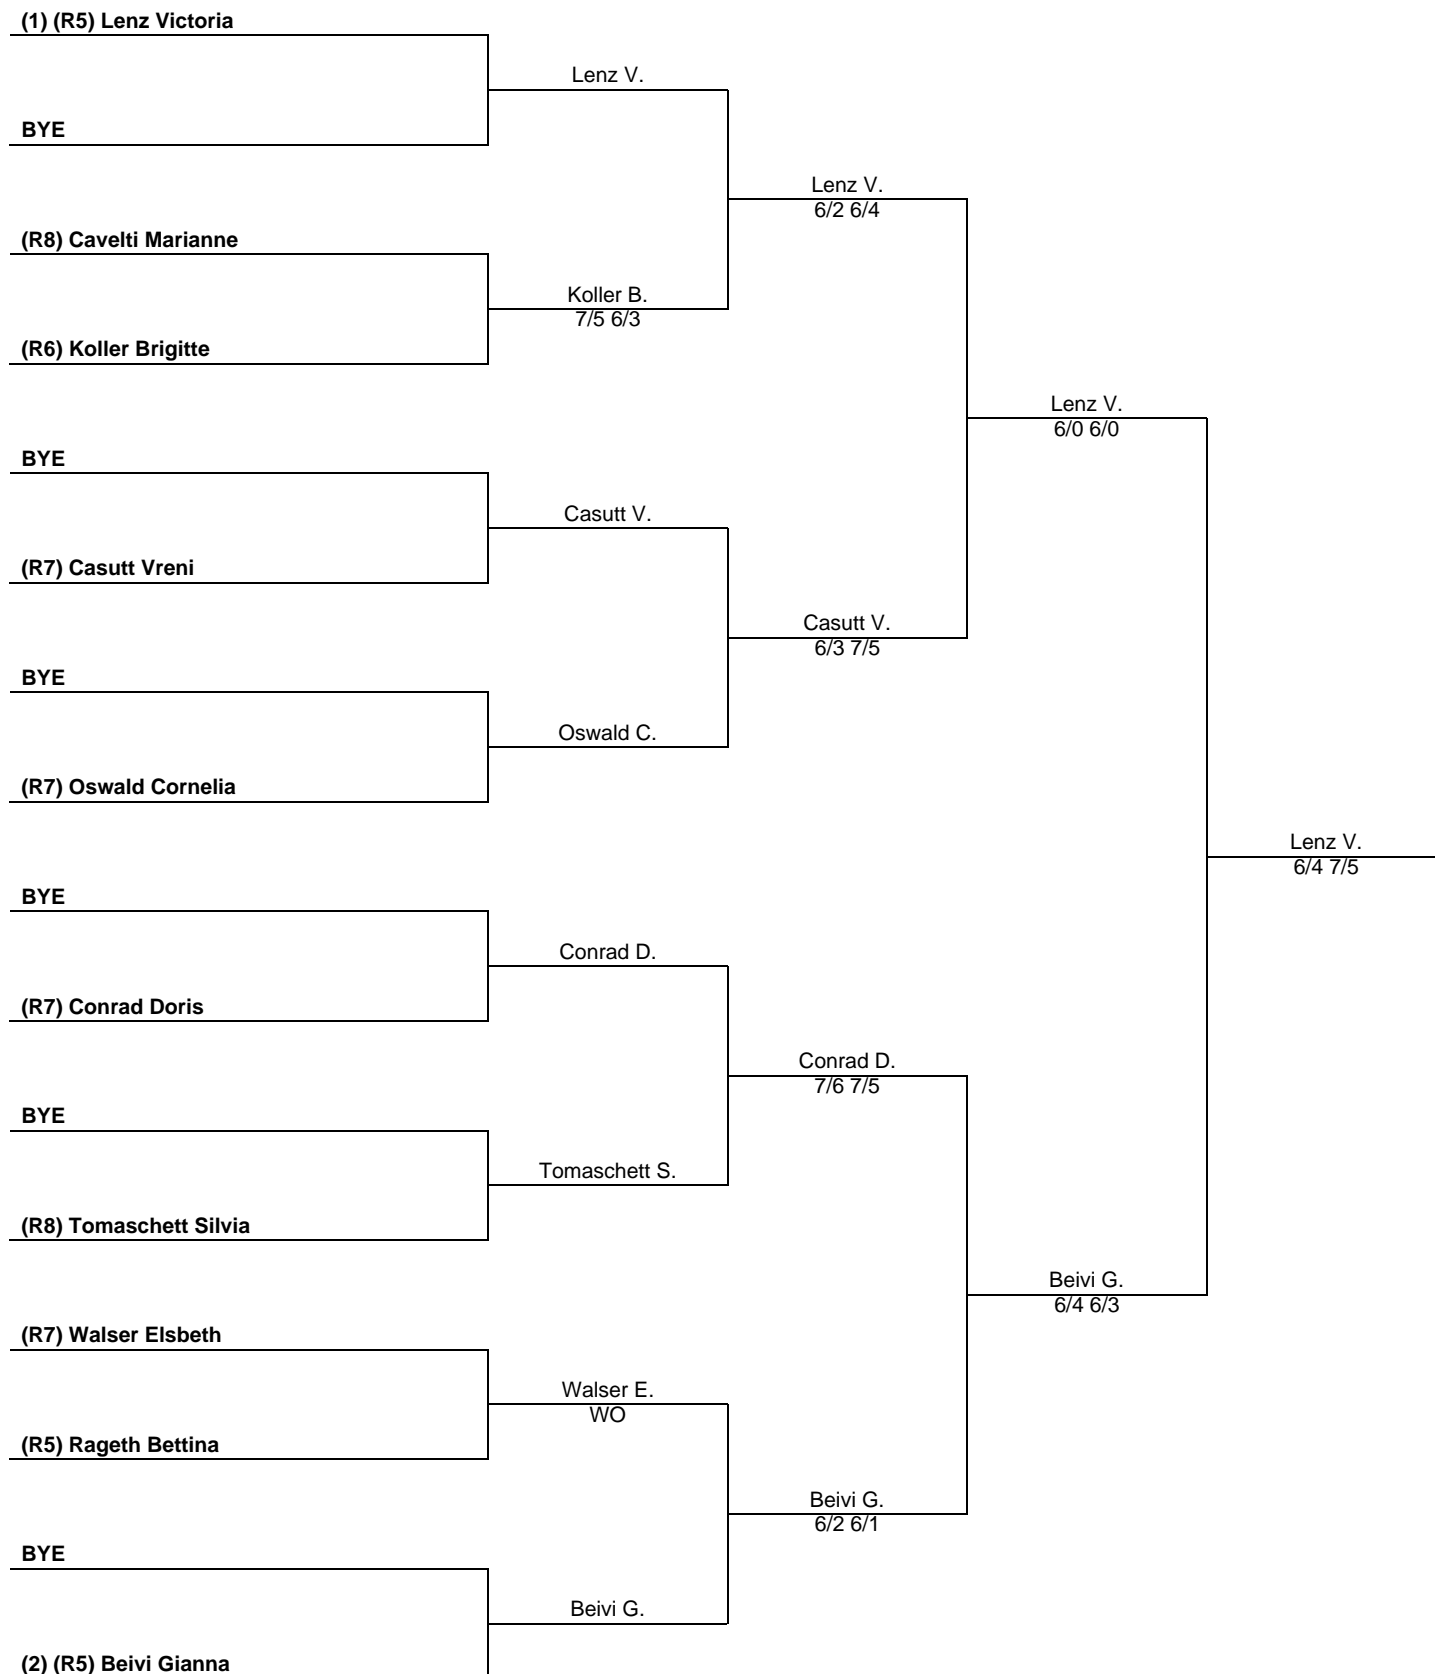 (1) (R5) Lenz Victoria
Lenz V.
BYE
Lenz V.
6/2 6/4
(R8) Cavelti Marianne
Koller B.
7/5 6/3
(R6) Koller Brigitte
Lenz V.
6/0 6/0
BYE
Casutt V.
(R7) Casutt Vreni
Casutt V.
6/3 7/5
BYE
Oswald C.
(R7) Oswald Cornelia
Lenz V.
6/4 7/5
BYE
Conrad D.
(R7) Conrad Doris
Conrad D.
7/6 7/5
BYE
Tomaschett S.
(R8) Tomaschett Silvia
Beivi G.
6/4 6/3
(R7) Walser Elsbeth
Walser E.
WO
(R5) Rageth Bettina
Beivi G.
6/2 6/1
BYE
Beivi G.
(2) (R5) Beivi Gianna